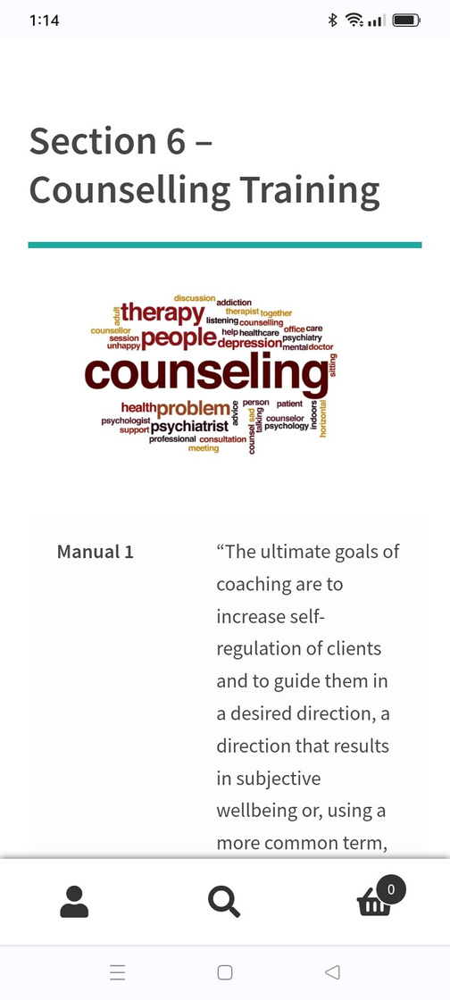 1:14
Section 6 –
Counselling Training
discussion addiction
adult therapy therapist together
listening counselling
counsellor session unhappy people help healthcare office care
depression psychiatry
mental doctor
counseling sitting
health problem advice person patient
psychologist support psychiatrist counsel sad talking counselor psychology indoors horizontal
professional consultation
meeting
Manual 1
“The ultimate goals of
coaching are to
increase self-
regulation of clients
and to guide them in
a desired direction, a
direction that results
in subjective
wellbeing or, using a
more common term,
0